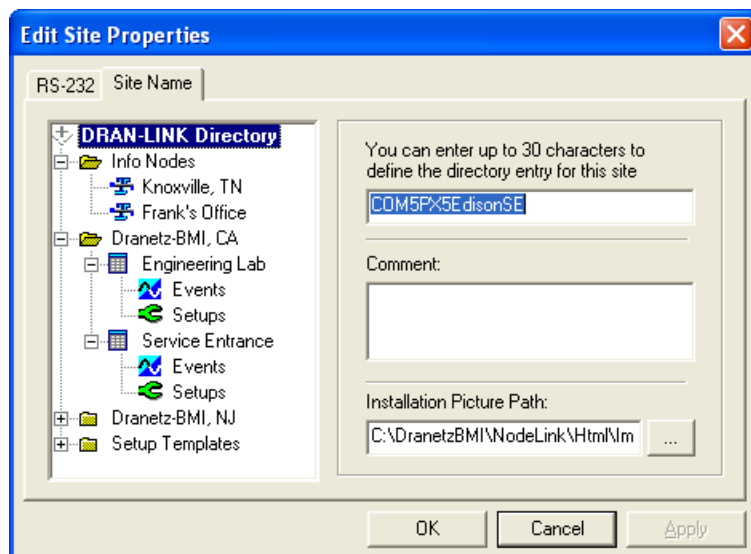 Edit Site Properties
RS-232 Site Name
DRAN-LINK Directory
Info Nodes
Knoxville, TN
Frank's Office
Dranetz-BMI, CA
Engineering Lab
Events
Setups
Service Entrance
Events
Setups
Dranetz-BMI, NJ
Setup Templates
You can enter up to 30 characters to
define the directory entry for this site
COM5PX5EdisonSE
Comment:
Installation Picture Path:
C:\DranetzBMI\NodeLink\Html\Im
...
OK Cancel Apply